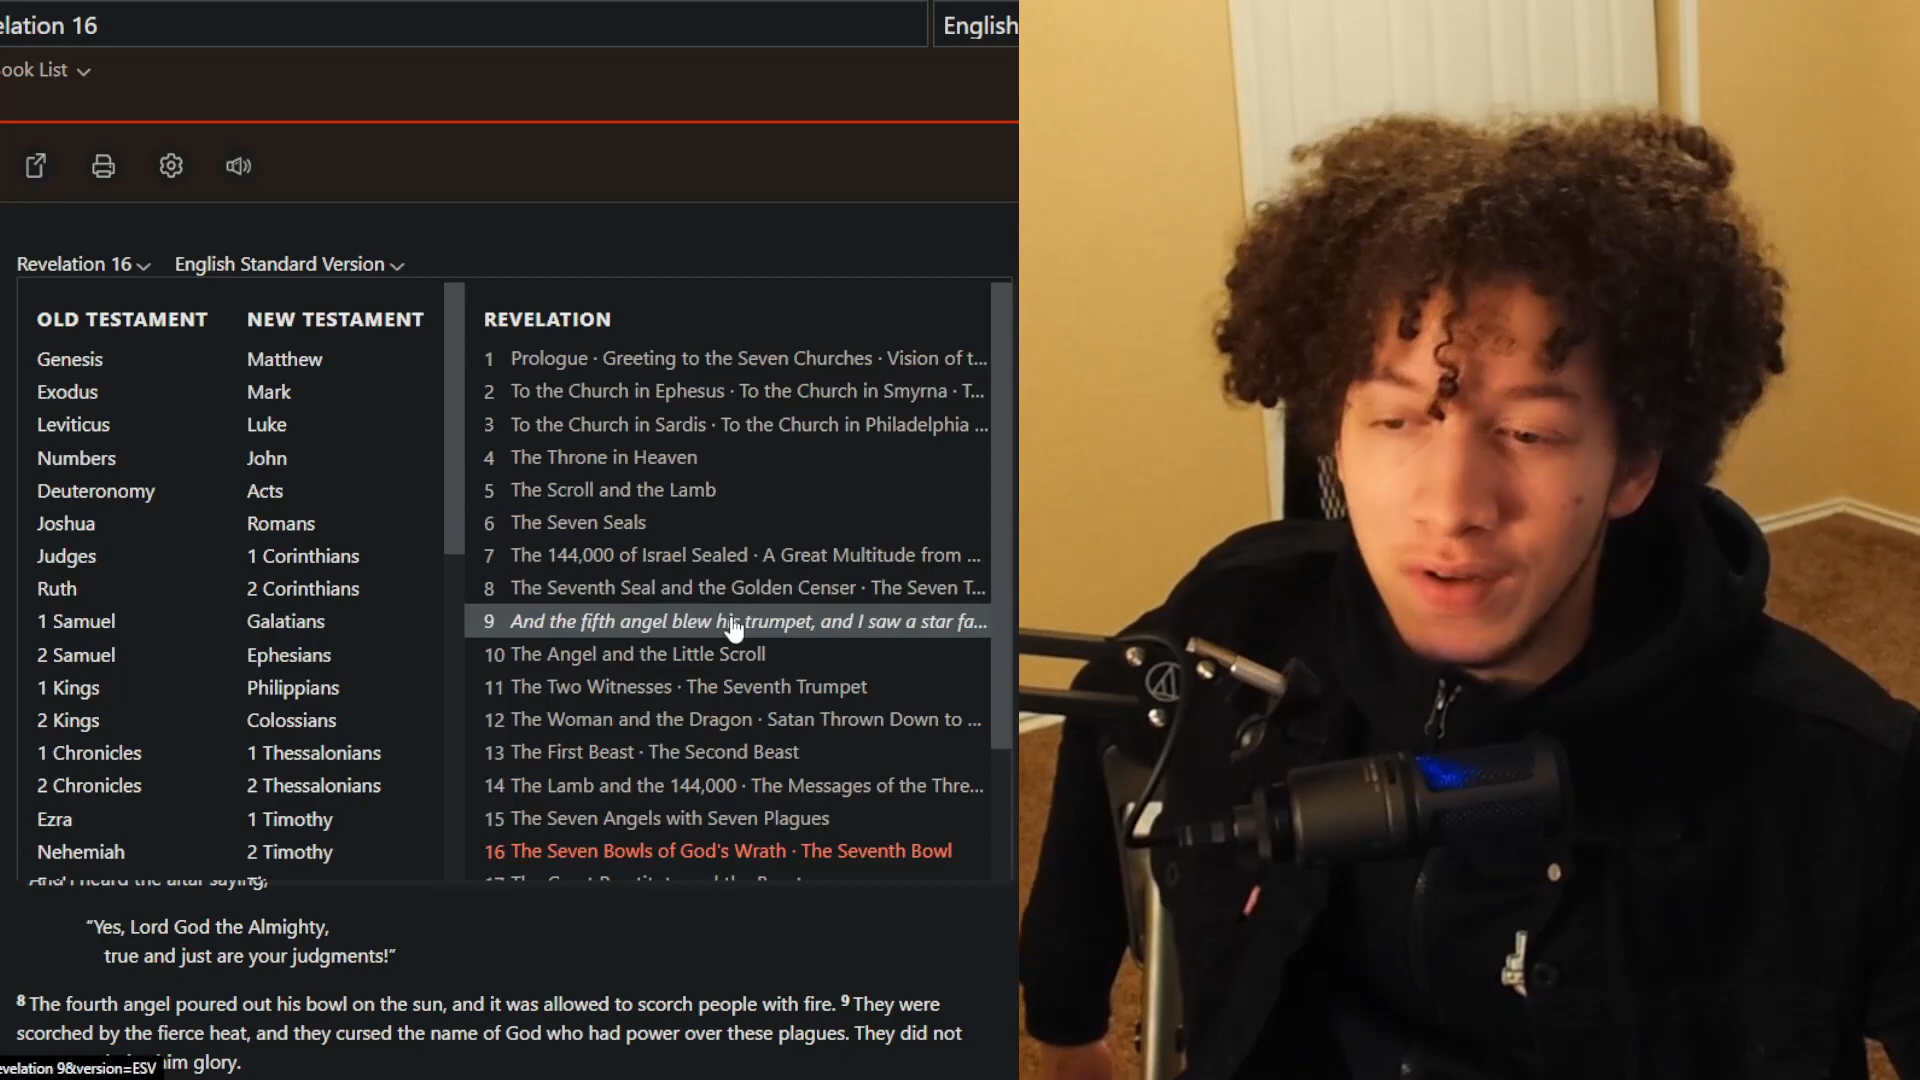 elation 16
English
ook List
Revelation 16
English Standard Version
OLD TESTAMENT
Genesis
Exodus
Leviticus
Numbers
Deuteronomy
Joshua
Judges
Ruth
1 Samuel
2 Samuel
1 Kings
2 Kings
1 Chronicles
2 Chronicles
Ezra
Nehemiah
NEW TESTAMENT
Matthew
Mark
Luke
John
Acts
Romans
1 Corinthians
2 Corinthians
Galatians
Ephesians
Philippians
Colossians
1 Thessalonians
2 Thessalonians
1 Timothy
2 Timothy
REVELATION
1 Prologue · Greeting to the Seven Churches · Vision of t...
2 To the Church in Ephesus · To the Church in Smyrna · T...
3 To the Church in Sardis · To the Church in Philadelphia ...
4 The Throne in Heaven
5 The Scroll and the Lamb
6 The Seven Seals
7 The 144,000 of Israel Sealed · A Great Multitude from ...
8 The Seventh Seal and the Golden Censer · The Seven T...
9 And the fifth angel blew his trumpet, and I saw a star fa...
10 The Angel and the Little Scroll
11 The Two Witnesses · The Seventh Trumpet
12 The Woman and the Dragon · Satan Thrown Down to ...
13 The First Beast · The Second Beast
14 The Lamb and the 144,000 · The Messages of the Thre...
15 The Seven Angels with Seven Plagues
16 The Seven Bowls of God's Wrath · The Seventh Bowl
And I heard the altar saying,
“Yes, Lord God the Almighty,
true and just are your judgments!”
8 The fourth angel poured out his bowl on the sun, and it was allowed to scorch people with fire. 9 They were
scorched by the fierce heat, and they cursed the name of God who had power over these plagues. They did not
im glory.
evelation 9&version=ESV